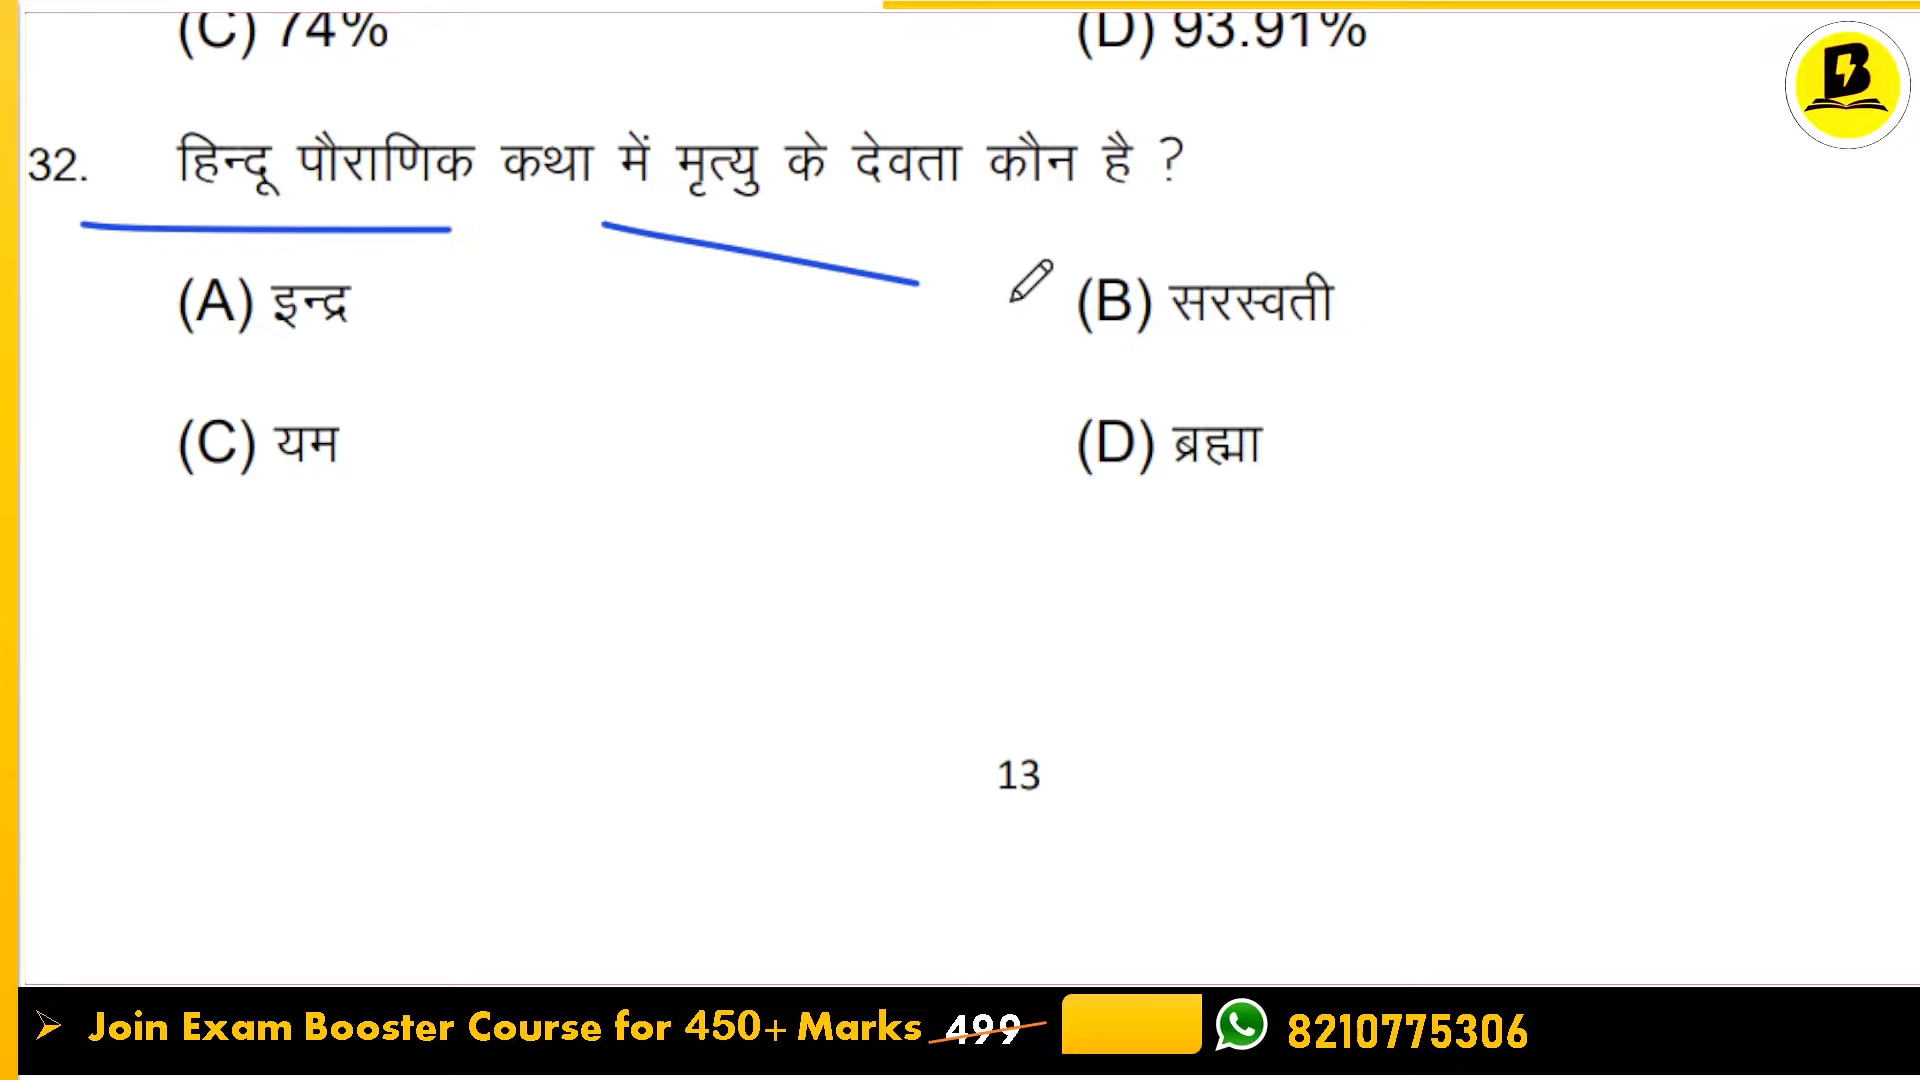 (C) 74%
(D) 93.91%
32. हिन्दू पौराणिक कथा में मृत्यु के देवता कौन है ?
(A) इन्द्र
(B) सरस्वती
(C) यम
(D) ब्रह्मा
13
B
Join Exam Booster Course for 450+ Marks 499
8210775306